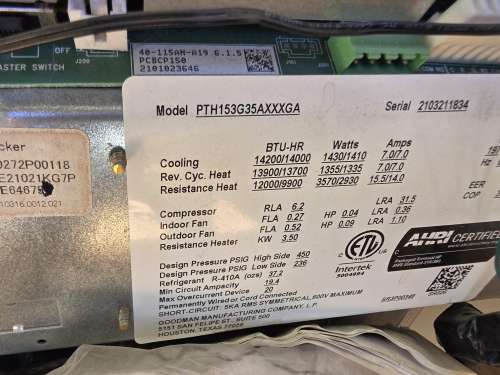 OFF
J200
ASTER SWITCH
40-115AM-A19 6.1.5
PCBCP150
2101023646
cker
0272P00118
E21021KG7P
Model PTH153G35AXXXGA Serial 2103211834
BTU-HR Watts Amps
Cooling 14200/14000 1430/1410 7.0/7.0
Rev. Cyc. Heat 13900/13700 1355/1335 7.0/7.0
Resistance Heat 12000/9900 3570/2930 15.5/14.0
EER
COP
Compressor RLA 6.2 LRA 31.5
Indoor Fan FLA 0.27 HP 0.04 LRA 0.36
Outdoor Fan FLA 0.52 HP 0.09 LRA 1.10
Resistance Heater KW 3.50
Design Pressure PSIG High Side 450
Design Pressure PSIG Low Side 236
Refrigerant R-410A (ozs) 37.2
Min Circuit Ampacity 19.4
Max Overcurrent Device 20
Permanently Wired or Cord Connected
SHORT-CIRCUIT: 5KA RMS SYMMETRICAL, 600V MAXIMUM
GOODMAN MANUFACTURING COMPANY, L.P.
5151 SAN FELIPE ST., SUITE 500
HOUSTON, TEXAS 77056
ETL
Intertek
AHRI CERTIFIED